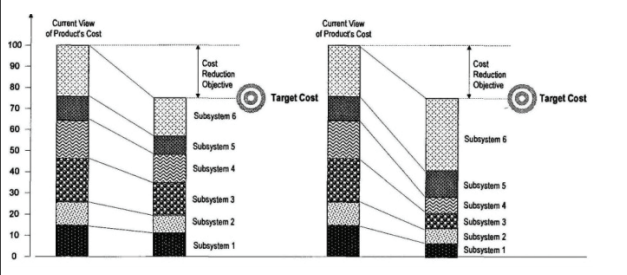 Current View
of Product's Cost
100
90
80
70
60
50
40
30
20
10
0
Cost
Reduction
Objective
Target Cost
Subsystem 6
Subsystem 5
Subsystem 4
Subsystem 3
Subsystem 2
Subsystem 1
Current View
of Product's Cost
Cost
Reduction
Objective
Target Cost
Subsystem 6
Subsystem 5
Subsystem 4
Subsystem 3
Subsystem 2
Subsystem 1